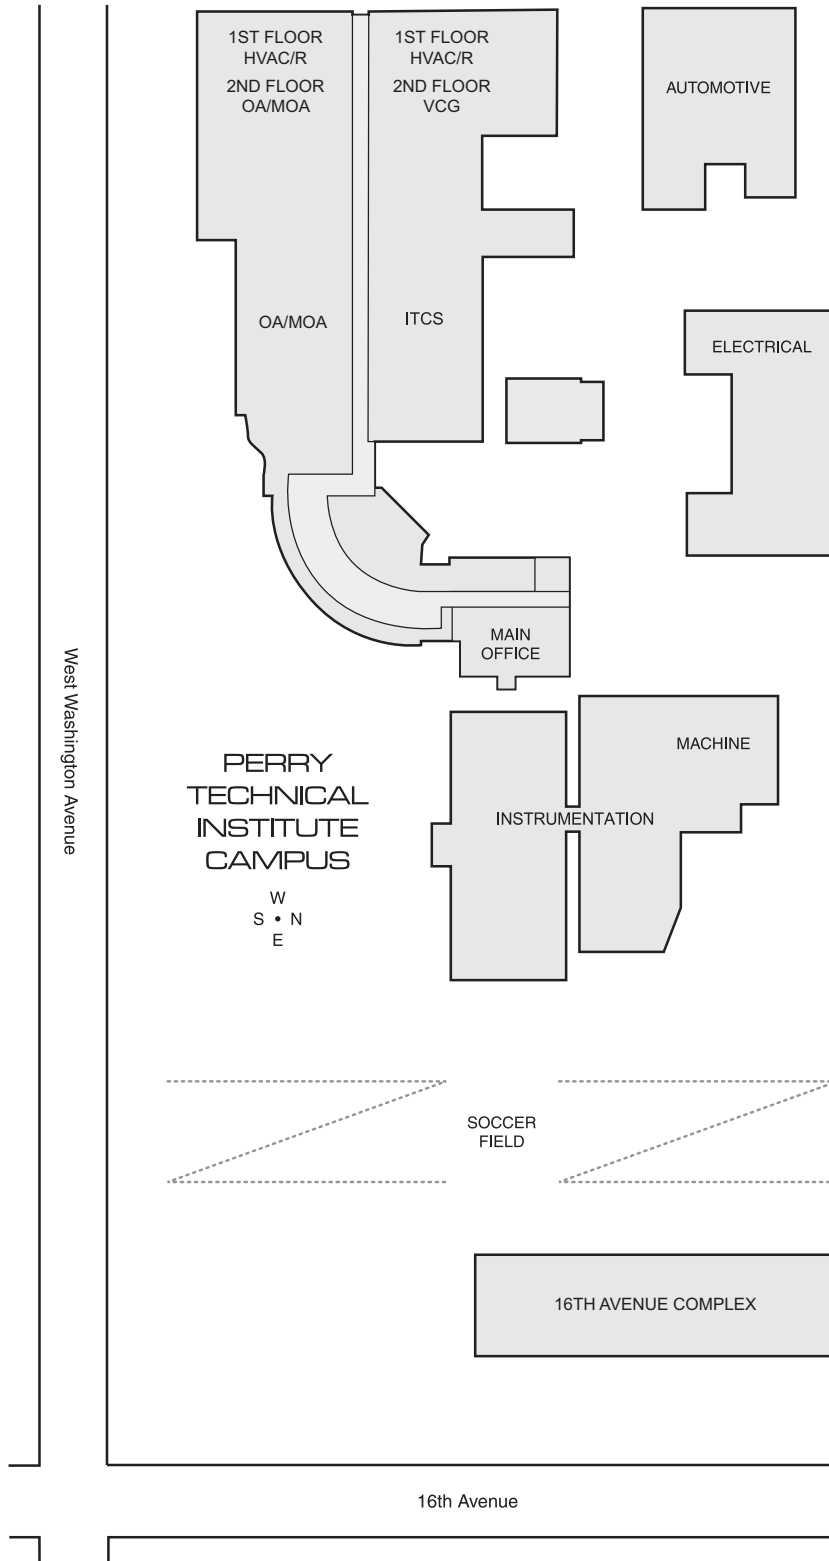 1ST FLOOR
HVAC/R
2ND FLOOR
OA/MOA
1ST FLOOR
HVAC/R
2ND FLOOR
VCG
AUTOMOTIVE
OA/MOA
ITCS
ELECTRICAL
MAIN
OFFICE
West Washington Avenue
MACHINE
PERRY
TECHNICAL
INSTITUTE
CAMPUS
INSTRUMENTATION
W
S • N
E
SOCCER
FIELD
16TH AVENUE COMPLEX
16th Avenue